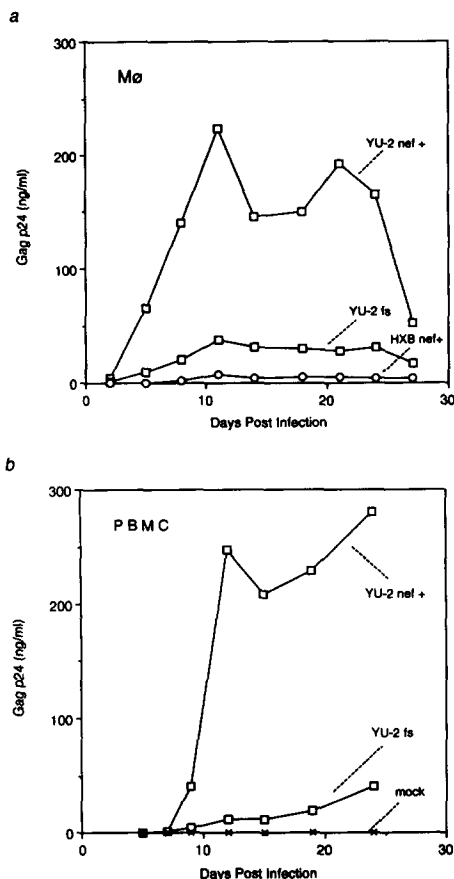 a
300
200
100
0
Gag p24 (ng/ml)
Mø
YU-2 nef +
YU-2 fs
HXB nef+
0
10
20
30
Days Post Infection
b
300
200
100
0
Gag p24 (ng/ml)
PBMC
YU-2 nef +
YU-2 fs
mock
0
10
20
30
Days Post Infection